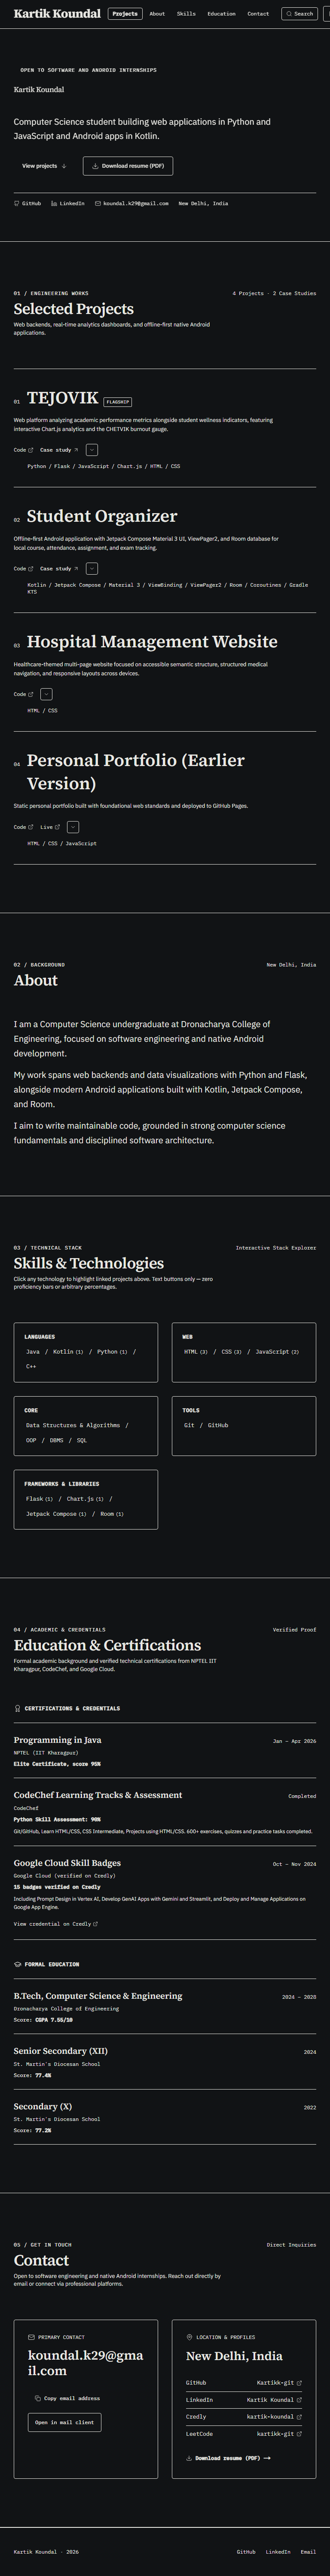 Kartik Koundal Projects About Skills Education Contact Search
OPEN TO SOFTWARE AND ANDROID INTERNSHIPS
Kartik Koundal
Computer Science student building web applications in Python and
JavaScript and Android apps in Kotlin.
View projects ↓ Download resume (PDF)
GitHub LinkedIn koundal.k29@gmail.com New Delhi, India
01 / ENGINEERING WORKS 4 Projects · 2 Case Studies
Selected Projects
Web backends, real-time analytics dashboards, and offline-first native Android
applications.
01 TEJOVIK FLAGSHIP
Web platform analyzing academic performance metrics alongside student wellness indicators, featuring
interactive Chart.js analytics and the CHETVIK burnout gauge.
Code Case study
Python / Flask / JavaScript / Chart.js / HTML / CSS
02 Student Organizer
Offline-first Android application with Jetpack Compose Material 3 UI, ViewPager2, and Room database for
local course, attendance, assignment, and exam tracking.
Code Case study
Kotlin / Jetpack Compose / Material 3 / ViewBinding / ViewPager2 / Room / Coroutines / Gradle
KTS
03 Hospital Management Website
Healthcare-themed multi-page website focused on accessible semantic structure, structured medical
navigation, and responsive layouts across devices.
Code
HTML / CSS
04 Personal Portfolio (Earlier
Version)
Static personal portfolio built with foundational web standards and deployed to GitHub Pages.
Code Live
HTML / CSS / JavaScript
02 / BACKGROUND New Delhi, India
About
I am a Computer Science undergraduate at Dronacharya College of
Engineering, focused on software engineering and native Android
development.
My work spans web backends and data visualizations with Python and Flask,
alongside modern Android applications built with Kotlin, Jetpack Compose,
and Room.
I aim to write maintainable code, grounded in strong computer science
fundamentals and disciplined software architecture.
03 / TECHNICAL STACK Interactive Stack Explorer
Skills & Technologies
Click any technology to highlight linked projects above. Text buttons only — zero
proficiency bars or arbitrary percentages.
LANGUAGES
Java / Kotlin (1) / Python (1) /
C++
WEB
HTML (3) / CSS (3) / JavaScript (2)
CORE
Data Structures & Algorithms /
OOP / DBMS / SQL
TOOLS
Git / GitHub
FRAMEWORKS & LIBRARIES
Flask (1) / Chart.js (1) /
Jetpack Compose (1) / Room (1)
04 / ACADEMIC & CREDENTIALS Verified Proof
Education & Certifications
Formal academic background and verified technical certifications from NPTEL IIT
Kharagpur, CodeChef, and Google Cloud.
CERTIFICATIONS & CREDENTIALS
Programming in Java Jan – Apr 2026
NPTEL (IIT Kharagpur)
Elite Certificate, score 95%
CodeChef Learning Tracks & Assessment Completed
CodeChef
Python Skill Assessment: 90%
Git/GitHub, Learn HTML/CSS, CSS Intermediate, Projects using HTML/CSS. 600+ exercises, quizzes and practice tasks completed.
Google Cloud Skill Badges Oct – Nov 2024
Google Cloud (verified on Credly)
15 badges verified on Credly
Including Prompt Design in Vertex AI, Develop GenAI Apps with Gemini and Streamlit, and Deploy and Manage Applications on
Google App Engine.
View credential on Credly
FORMAL EDUCATION
B.Tech, Computer Science & Engineering 2024 – 2028
Dronacharya College of Engineering
Score: CGPA 7.55/10
Senior Secondary (XII) 2024
St. Martin's Diocesan School
Score: 77.4%
Secondary (X) 2022
St. Martin's Diocesan School
Score: 77.2%
05 / GET IN TOUCH Direct Inquiries
Contact
Open to software engineering and native Android internships. Reach out directly by
email or connect via professional platforms.
PRIMARY CONTACT
koundal.k29@gma
il.com
Copy email address
Open in mail client
LOCATION & PROFILES
New Delhi, India
GitHub Kartikk-git
LinkedIn Kartik Koundal
Credly kartik-koundal
LeetCode kartikk-git
Download resume (PDF) →
Kartik Koundal · 2026 GitHub LinkedIn Email